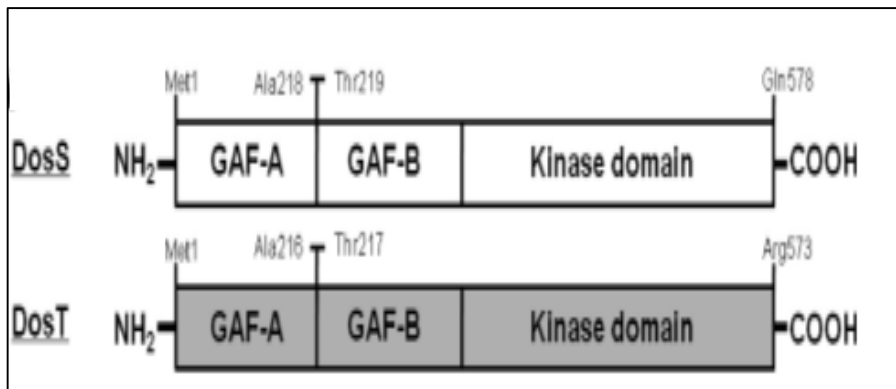 Met1 Ala218 Thr219 Gln578
DosS NH2 GAF-A GAF-B Kinase domain COOH
Met1 Ala216 Thr217 Arg573
DosT NH2 GAF-A GAF-B Kinase domain COOH